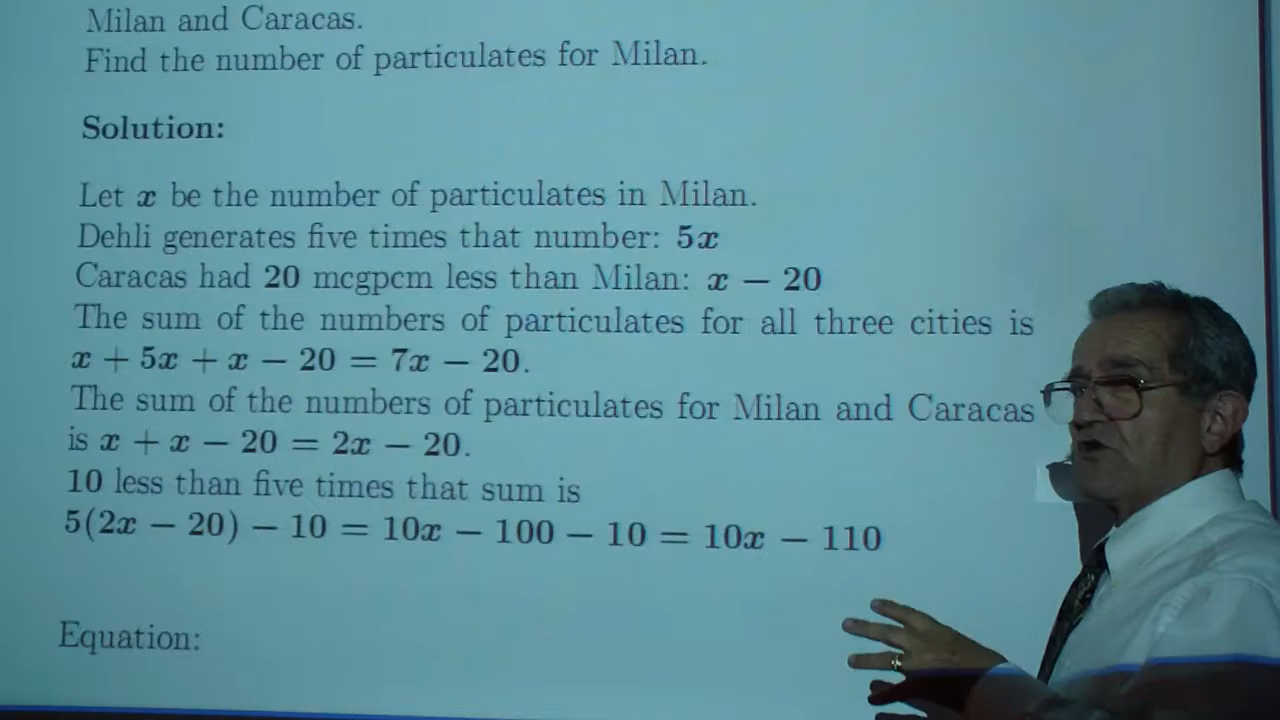 Milan and Caracas.
Find the number of particulates for Milan.
Solution:
Let x be the number of particulates in Milan.
Dehli generates five times that number: 5x
Caracas had 20 mcgpcm less than Milan: x − 20
The sum of the numbers of particulates for all three cities is
x + 5x + x − 20 = 7x − 20.
The sum of the numbers of particulates for Milan and Caracas
is x + x − 20 = 2x − 20.
10 less than five times that sum is
5(2x − 20) − 10 = 10x − 100 − 10 = 10x − 110
Equation: